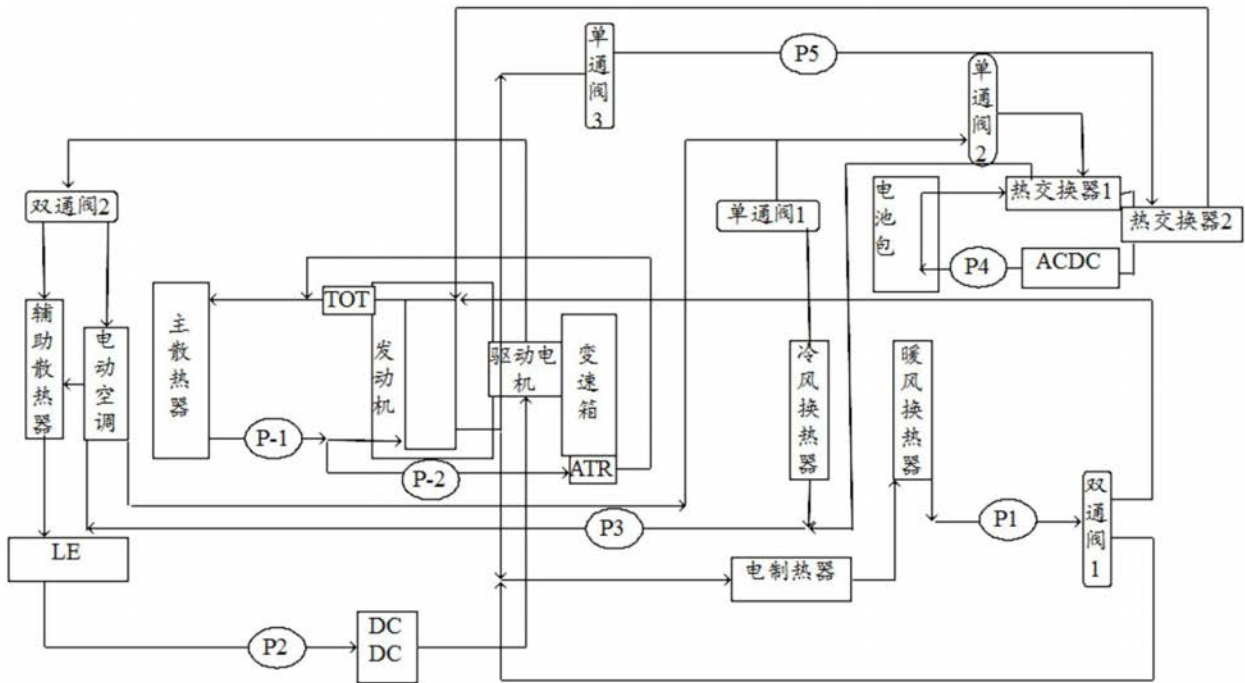 单通阀3
P5
单通阀2
双通阀2
单通阀1
电池包
热交换器1
热交换器2
P4
ACDC
辅助散热器
电动空调
主散热器
TOT
发动机
驱动电机
变速箱
冷风换热器
暖风换热器
P-1
P-2
ATR
P3
P1
双通阀1
LE
电制热器
P2
DC
DC